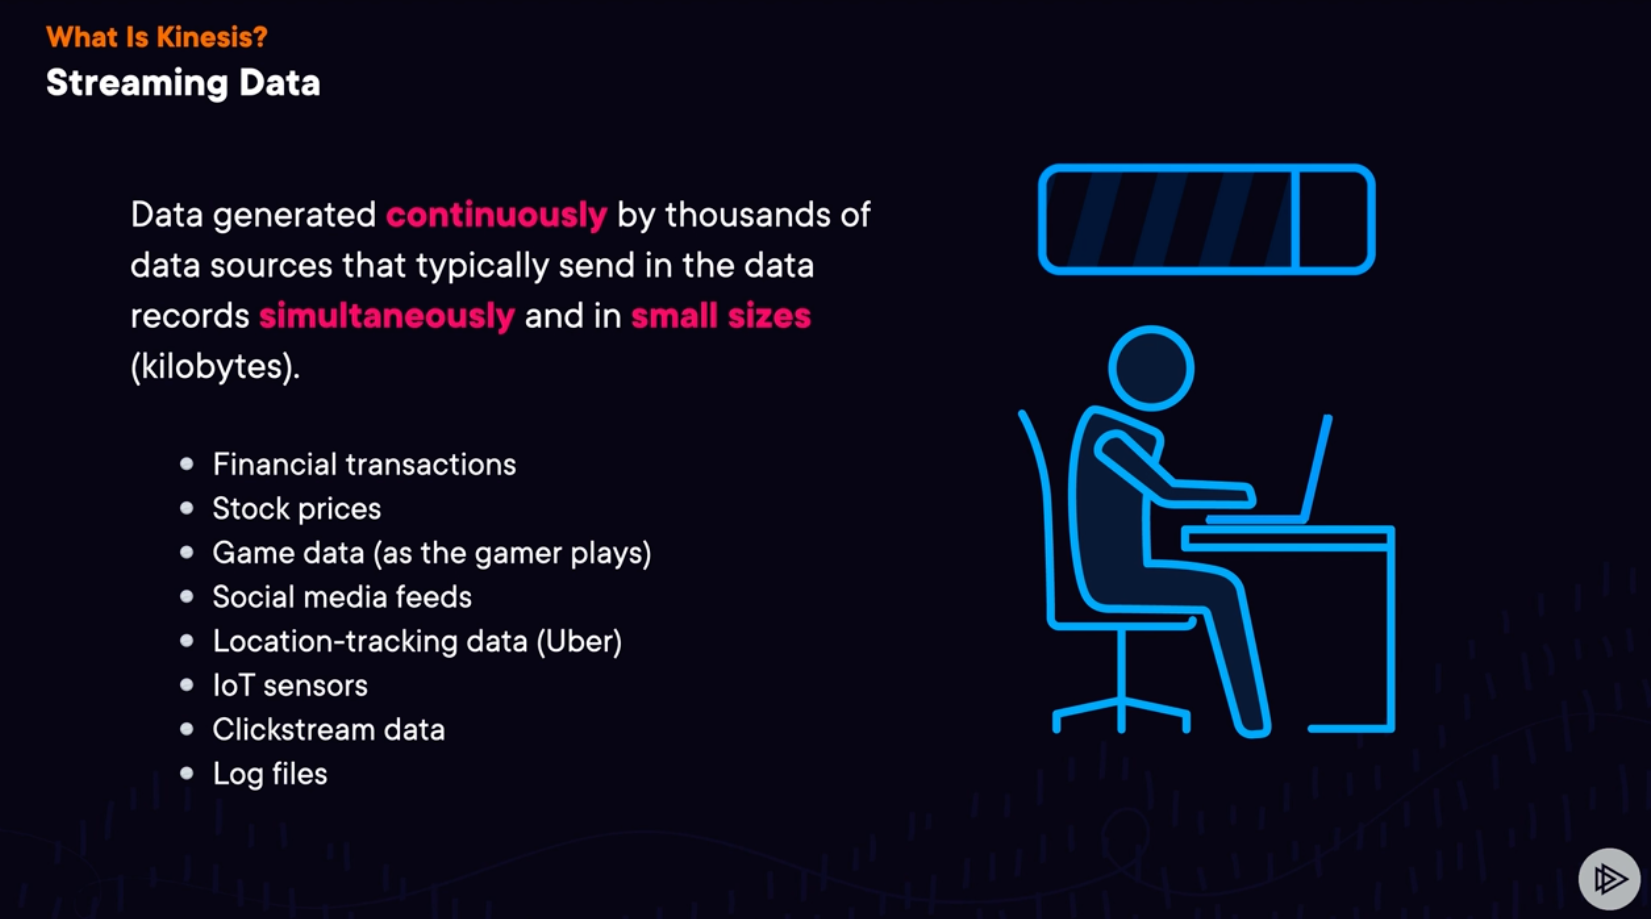 What Is Kinesis?
Streaming Data
Data generated continuously by thousands of
data sources that typically send in the data
records simultaneously and in small sizes
(kilobytes).
• Financial transactions
• Stock prices
• Game data (as the gamer plays)
• Social media feeds
• Location-tracking data (Uber)
• IoT sensors
• Clickstream data
• Log files